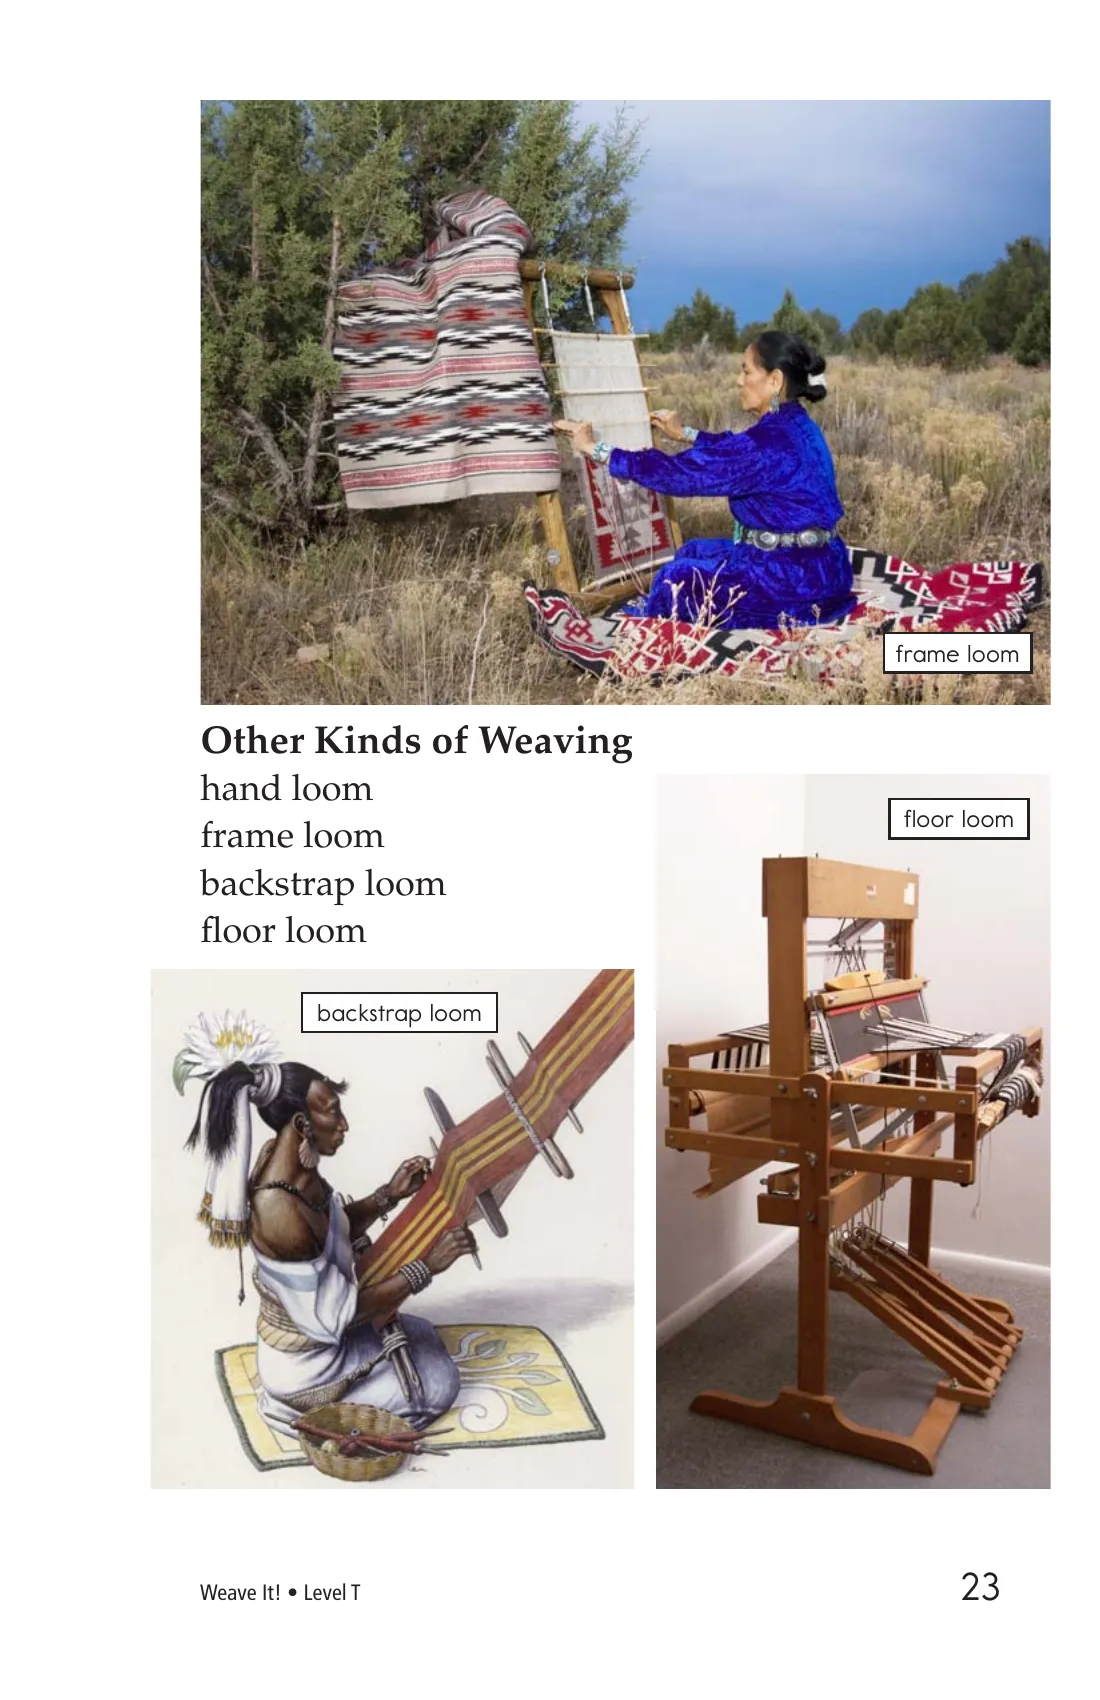 frame loom
Other Kinds of Weaving
hand loom
frame loom
backstrap loom
floor loom
floor loom
backstrap loom
Weave It! • Level T
23